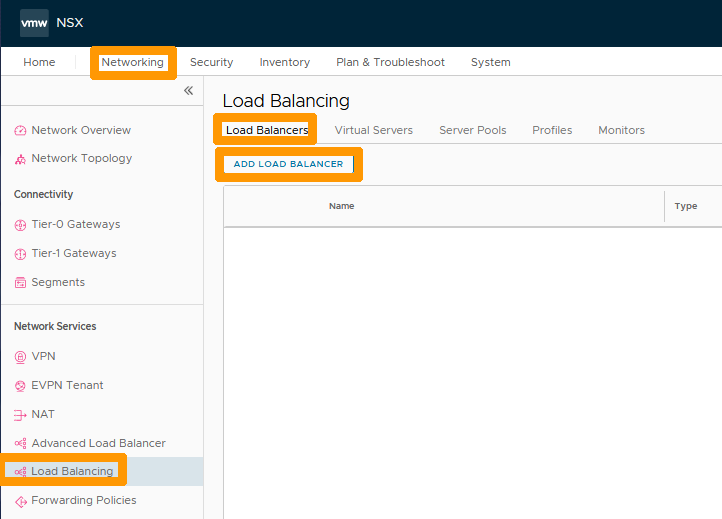 vmw NSX
Home Networking Security Inventory Plan & Troubleshoot System
«
Network Overview
Network Topology
Connectivity
Tier-0 Gateways
Tier-1 Gateways
Segments
Network Services
VPN
EVPN Tenant
NAT
Advanced Load Balancer
Load Balancing
Forwarding Policies
Load Balancing
Load Balancers Virtual Servers Server Pools Profiles Monitors
ADD LOAD BALANCER
Name Type